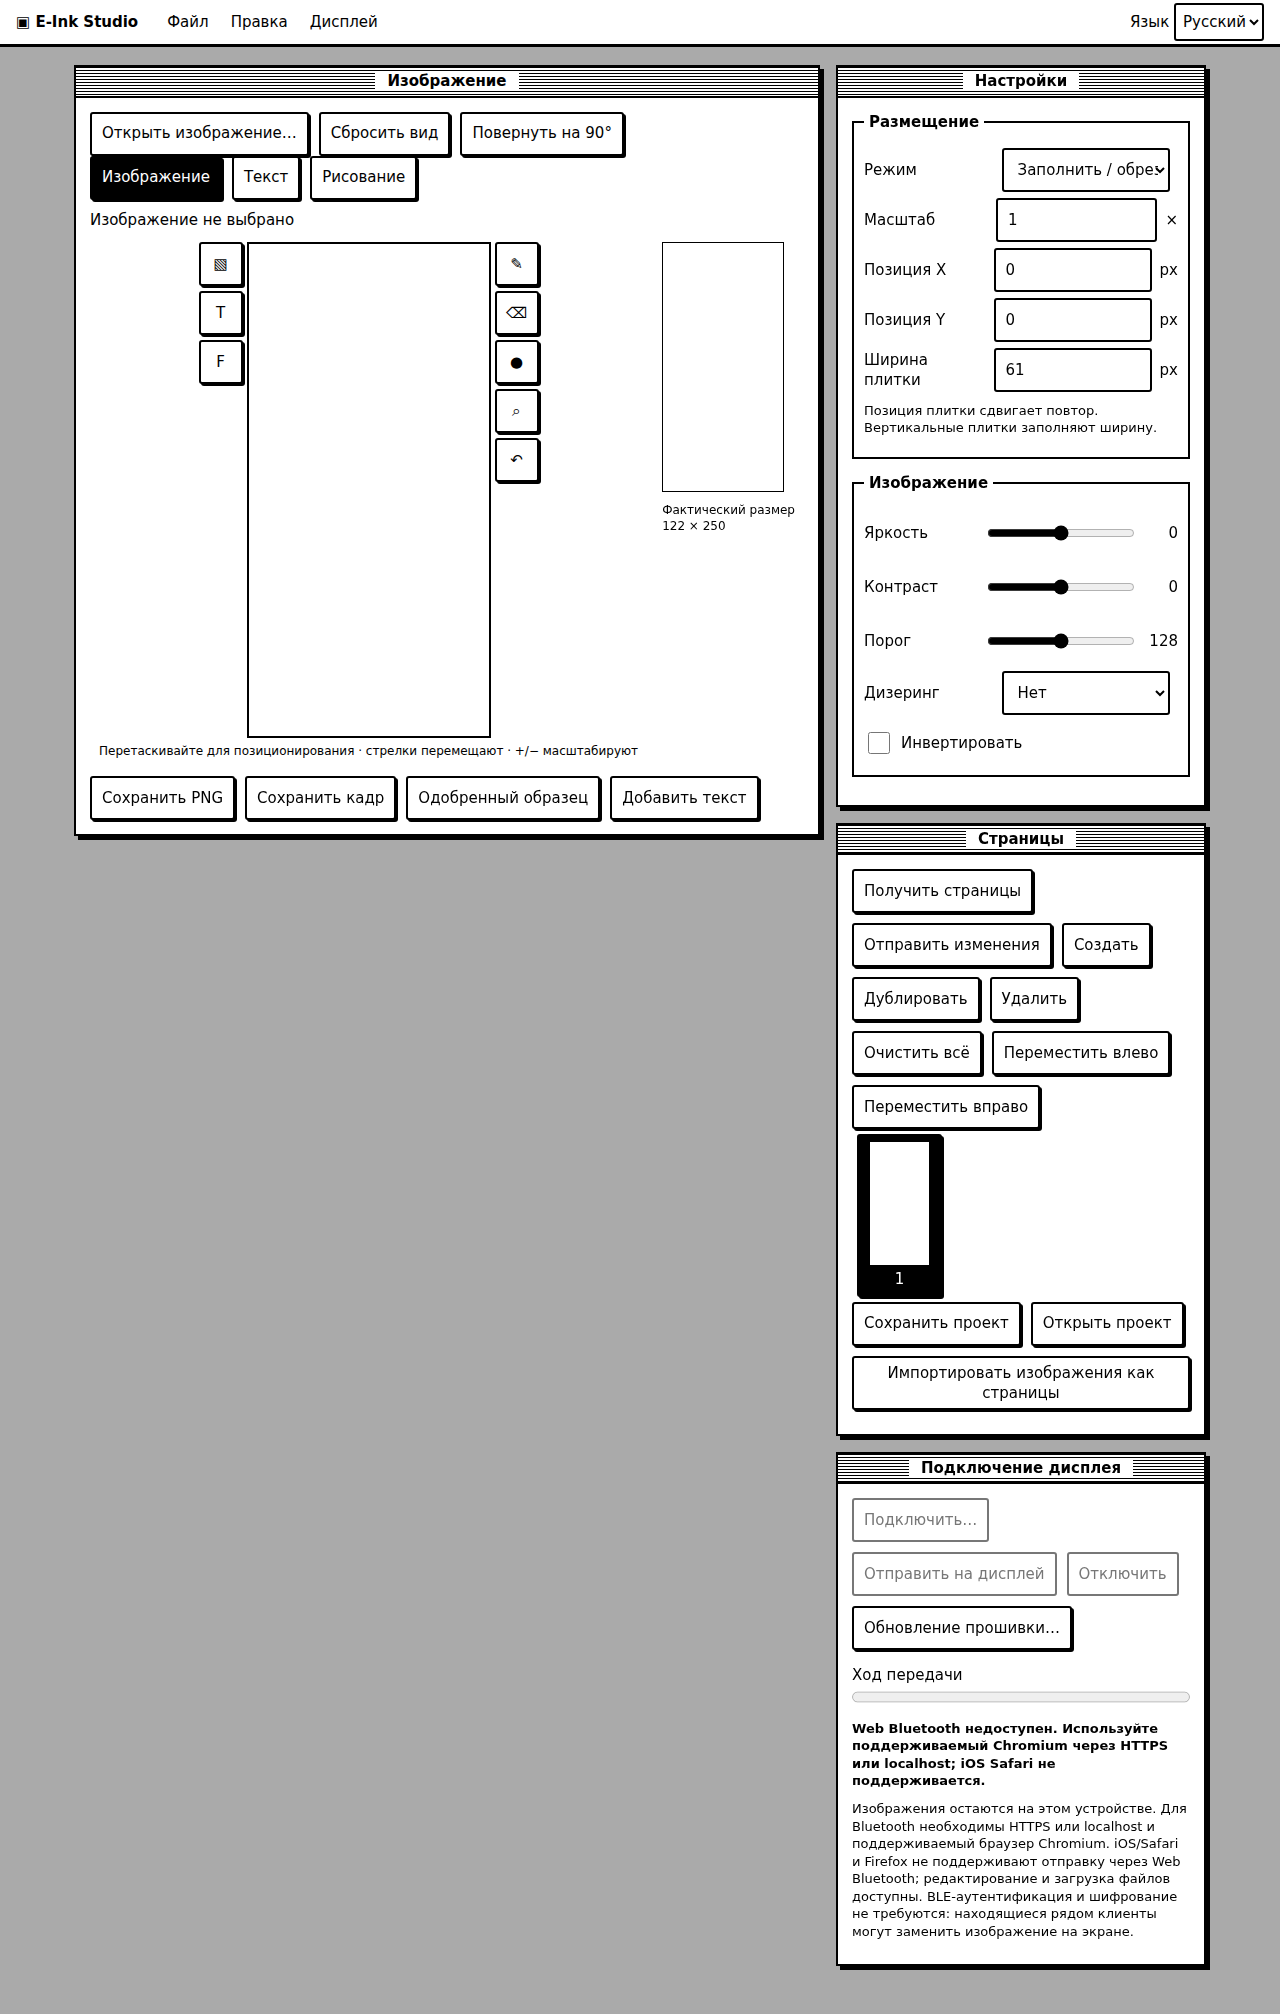 ▣ E-Ink Studio Файл Правка Дисплей Язык Русский
Изображение
Открыть изображение… Сбросить вид Повернуть на 90°
Изображение Текст Рисование
Изображение не выбрано
T
F
Фактический размер
122 × 250
Перетаскивайте для позиционирования · стрелки перемещают · +/− масштабируют
Сохранить PNG Сохранить кадр Одобренный образец Добавить текст
Настройки
Размещение
Режим Заполнить / обрез
Масштаб 1 ×
Позиция X 0 px
Позиция Y 0 px
Ширина
плитки 61 px
Позиция плитки сдвигает повтор.
Вертикальные плитки заполняют ширину.
Изображение
Яркость 0
Контраст 0
Порог 128
Дизеринг Нет
Инвертировать
Страницы
Получить страницы
Отправить изменения Создать
Дублировать Удалить
Очистить всё Переместить влево
Переместить вправо
1
Сохранить проект Открыть проект
Импортировать изображения как
страницы
Подключение дисплея
Подключить…
Отправить на дисплей Отключить
Обновление прошивки…
Ход передачи
Web Bluetooth недоступен. Используйте
поддерживаемый Chromium через HTTPS
или localhost; iOS Safari не
поддерживается.
Изображения остаются на этом устройстве. Для
Bluetooth необходимы HTTPS или localhost и
поддерживаемый браузер Chromium. iOS/Safari
и Firefox не поддерживают отправку через Web
Bluetooth; редактирование и загрузка файлов
доступны. BLE-аутентификация и шифрование
не требуются: находящиеся рядом клиенты
могут заменить изображение на экране.